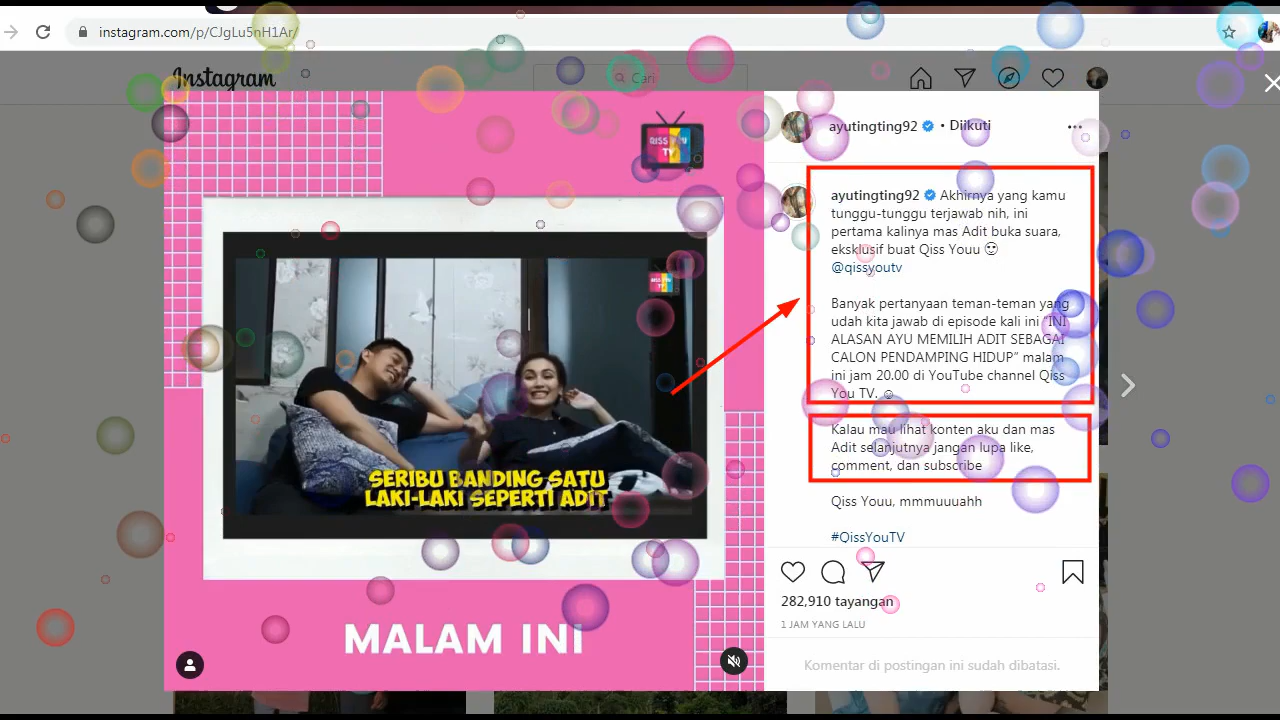 instagram.com/p/CJgLu5nH1Ar/
Instagram
Cari
QISS YOU
TV
SERIBU BANDING SATU
LAKI-LAKI SEPERTI ADIT
MALAM INI
ayutingting92 • Diikuti
ayutingting92 Akhirnya yang kamu
tunggu-tunggu terjawab nih, ini
pertama kalinya mas Adit buka suara,
eksklusif buat Qiss Youu 😍
@qissyoutv
Banyak pertanyaan teman-teman yang
udah kita jawab di episode kali ini "INI
ALASAN AYU MEMILIH ADIT SEBAGAI
CALON PENDAMPING HIDUP" malam
ini jam 20.00 di YouTube channel Qiss
You TV. ☺
Kalau mau lihat konten aku dan mas
Adit selanjutnya jangan lupa like,
comment, dan subscribe
Qiss Youu, mmmuuuahh
#QissYouTV
282,910 tayangan
1 JAM YANG LALU
Komentar di postingan ini sudah dibatasi.